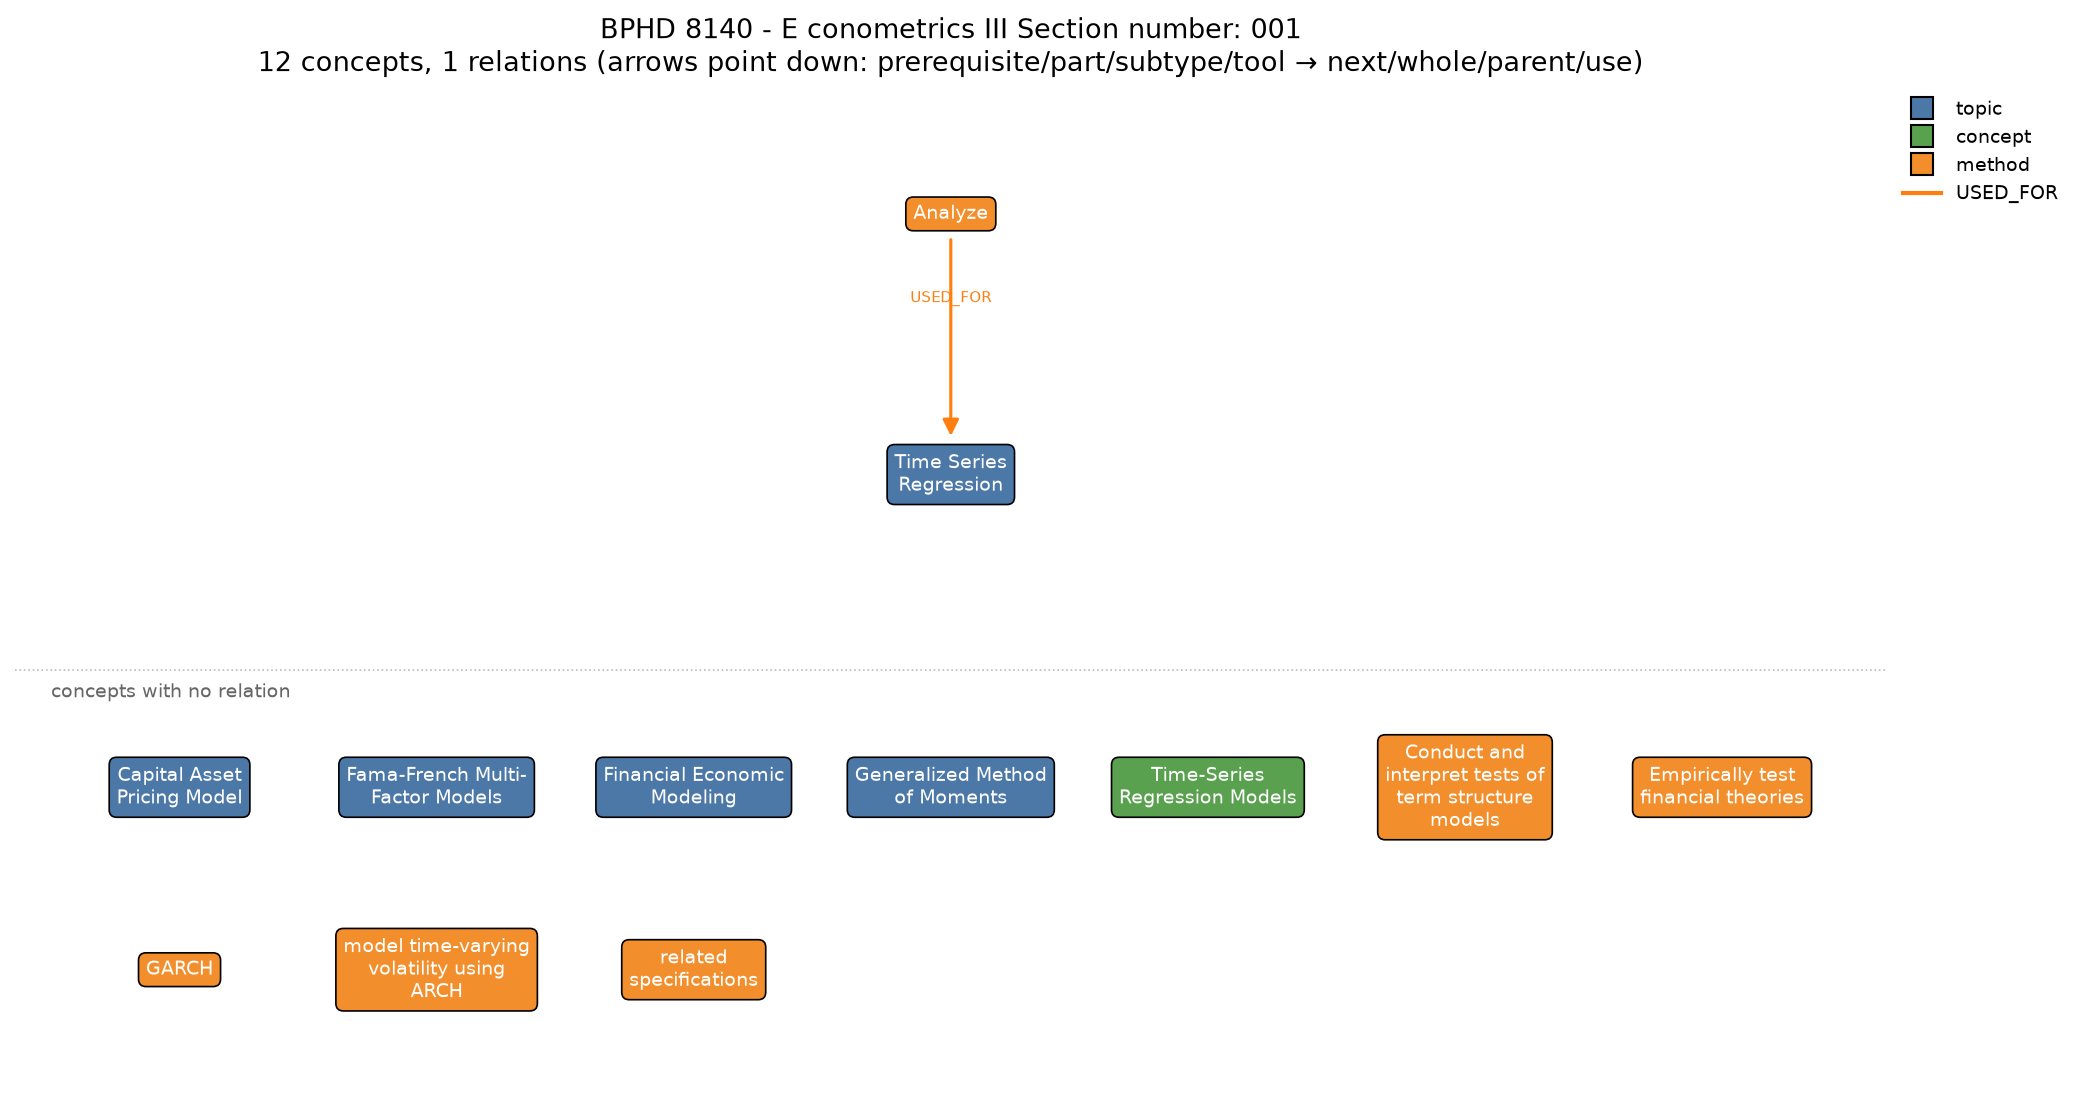 BPHD 8140 - E conometrics III Section number: 001
12 concepts, 1 relations (arrows point down: prerequisite/part/subtype/tool → next/whole/parent/use)
topic
concept
method
USED_FOR
Analyze
USED_FOR
Time Series
Regression
concepts with no relation
Capital Asset
Pricing Model
Fama-French Multi-
Factor Models
Financial Economic
Modeling
Generalized Method
of Moments
Time-Series
Regression Models
Conduct and
interpret tests of
term structure
models
Empirically test
financial theories
GARCH
model time-varying
volatility using
ARCH
related
specifications